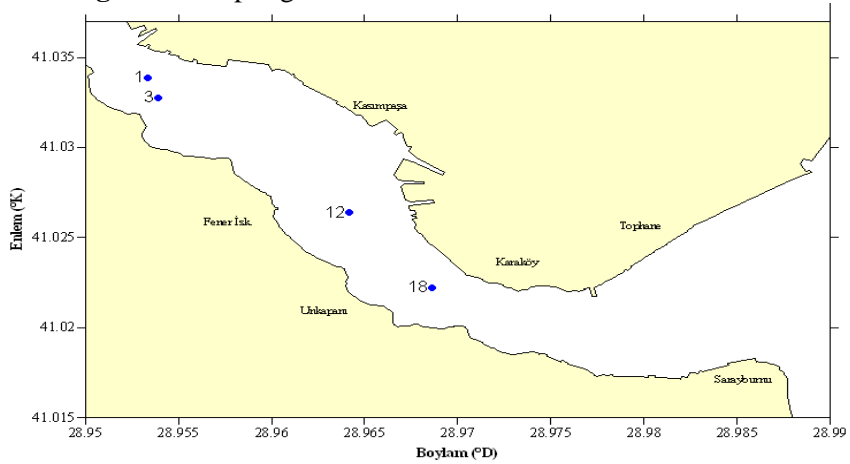 41.035
1
3
Kasımpaşa
41.03
12
Fener İsk.
Tophane
41.025
Karaköy
18
Unkapanı
41.02
Sarayburnu
41.015
28.95 28.955 28.96 28.965 28.97 28.975 28.98 28.985 28.99
Boylam (°D)
Enlem (°K)